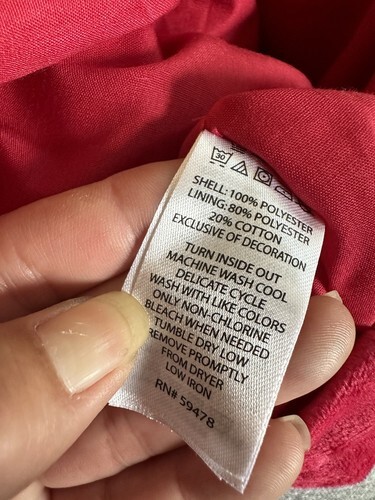 30
SHELL: 100% POLYESTER
LINING: 80% POLYESTER
20% COTTON
EXCLUSIVE OF DECORATION
TURN INSIDE OUT
MACHINE WASH COOL
DELICATE CYCLE
WASH WITH LIKE COLORS
ONLY NON-CHLORINE
BLEACH WHEN NEEDED
TUMBLE DRY LOW
REMOVE PROMPTLY
FROM DRYER
LOW IRON
RN# 59478